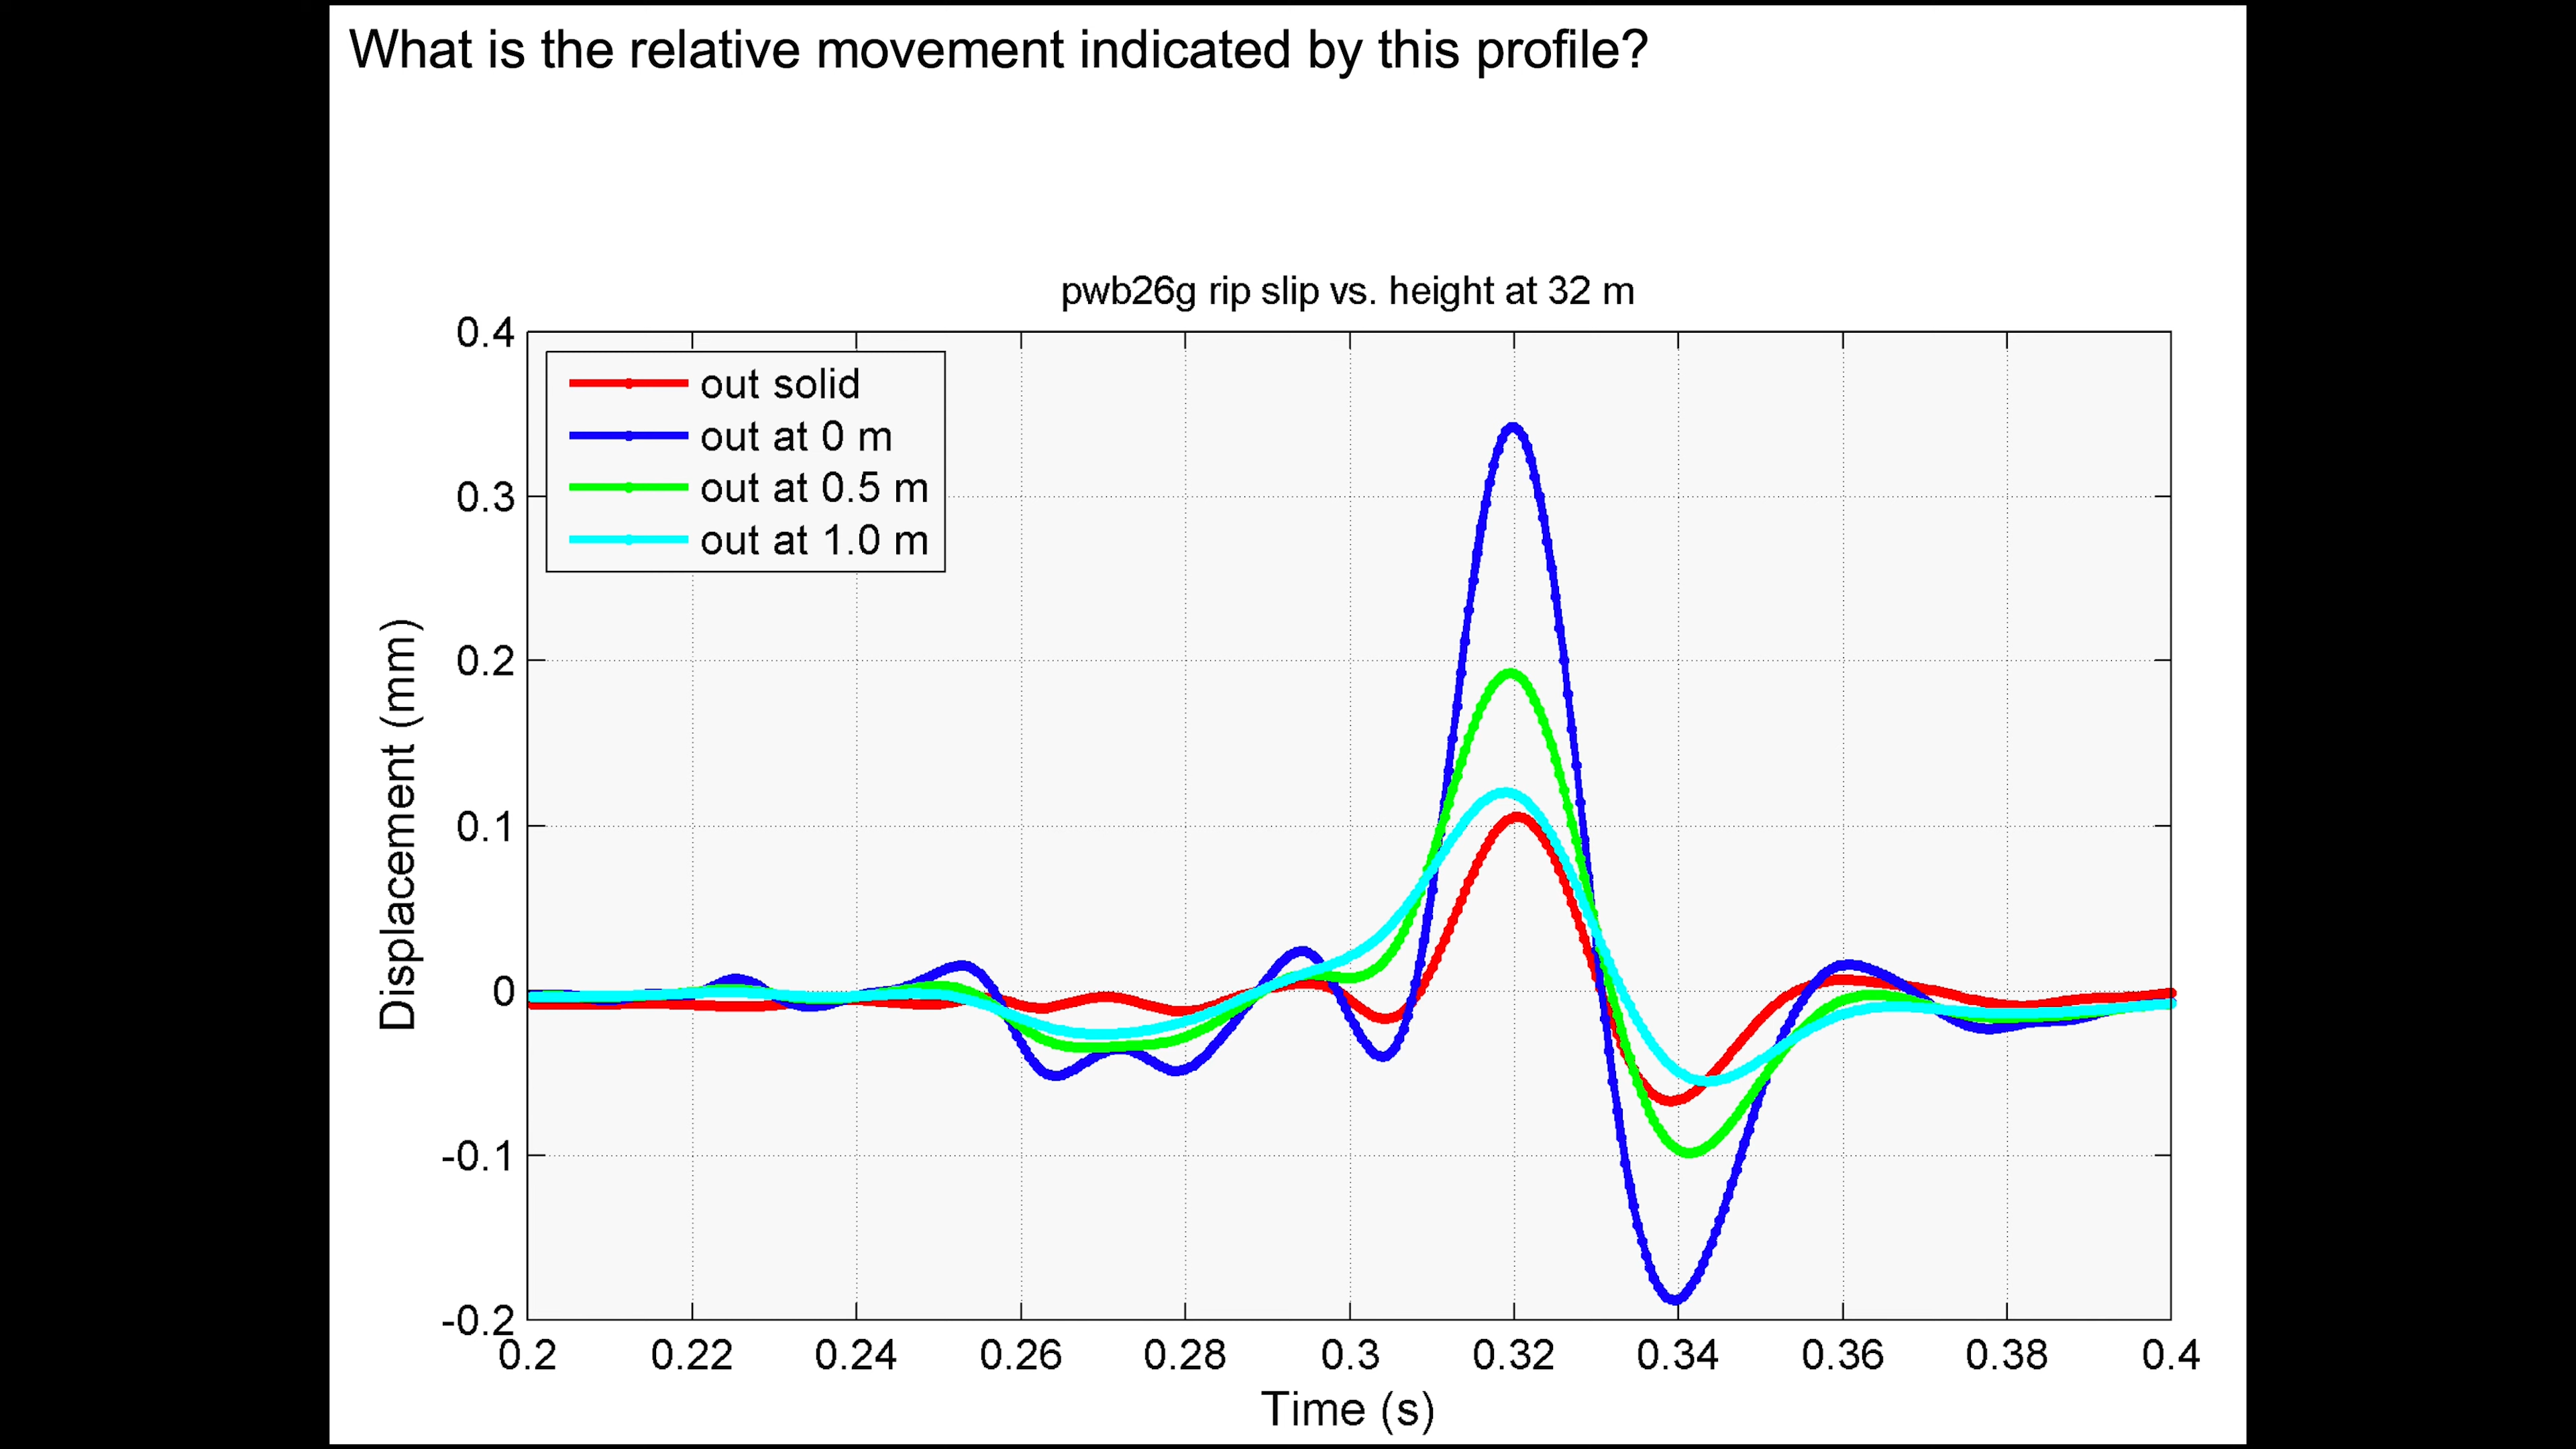 What is the relative movement indicated by this profile?
pwb26g rip slip vs. height at 32 m
out solid
out at 0 m
out at 0.5 m
out at 1.0 m
Displacement (mm)
0.4
0.3
0.2
0.1
0
-0.1
-0.2
0.2 0.22 0.24 0.26 0.28 0.3 0.32 0.34 0.36 0.38 0.4
Time (s)